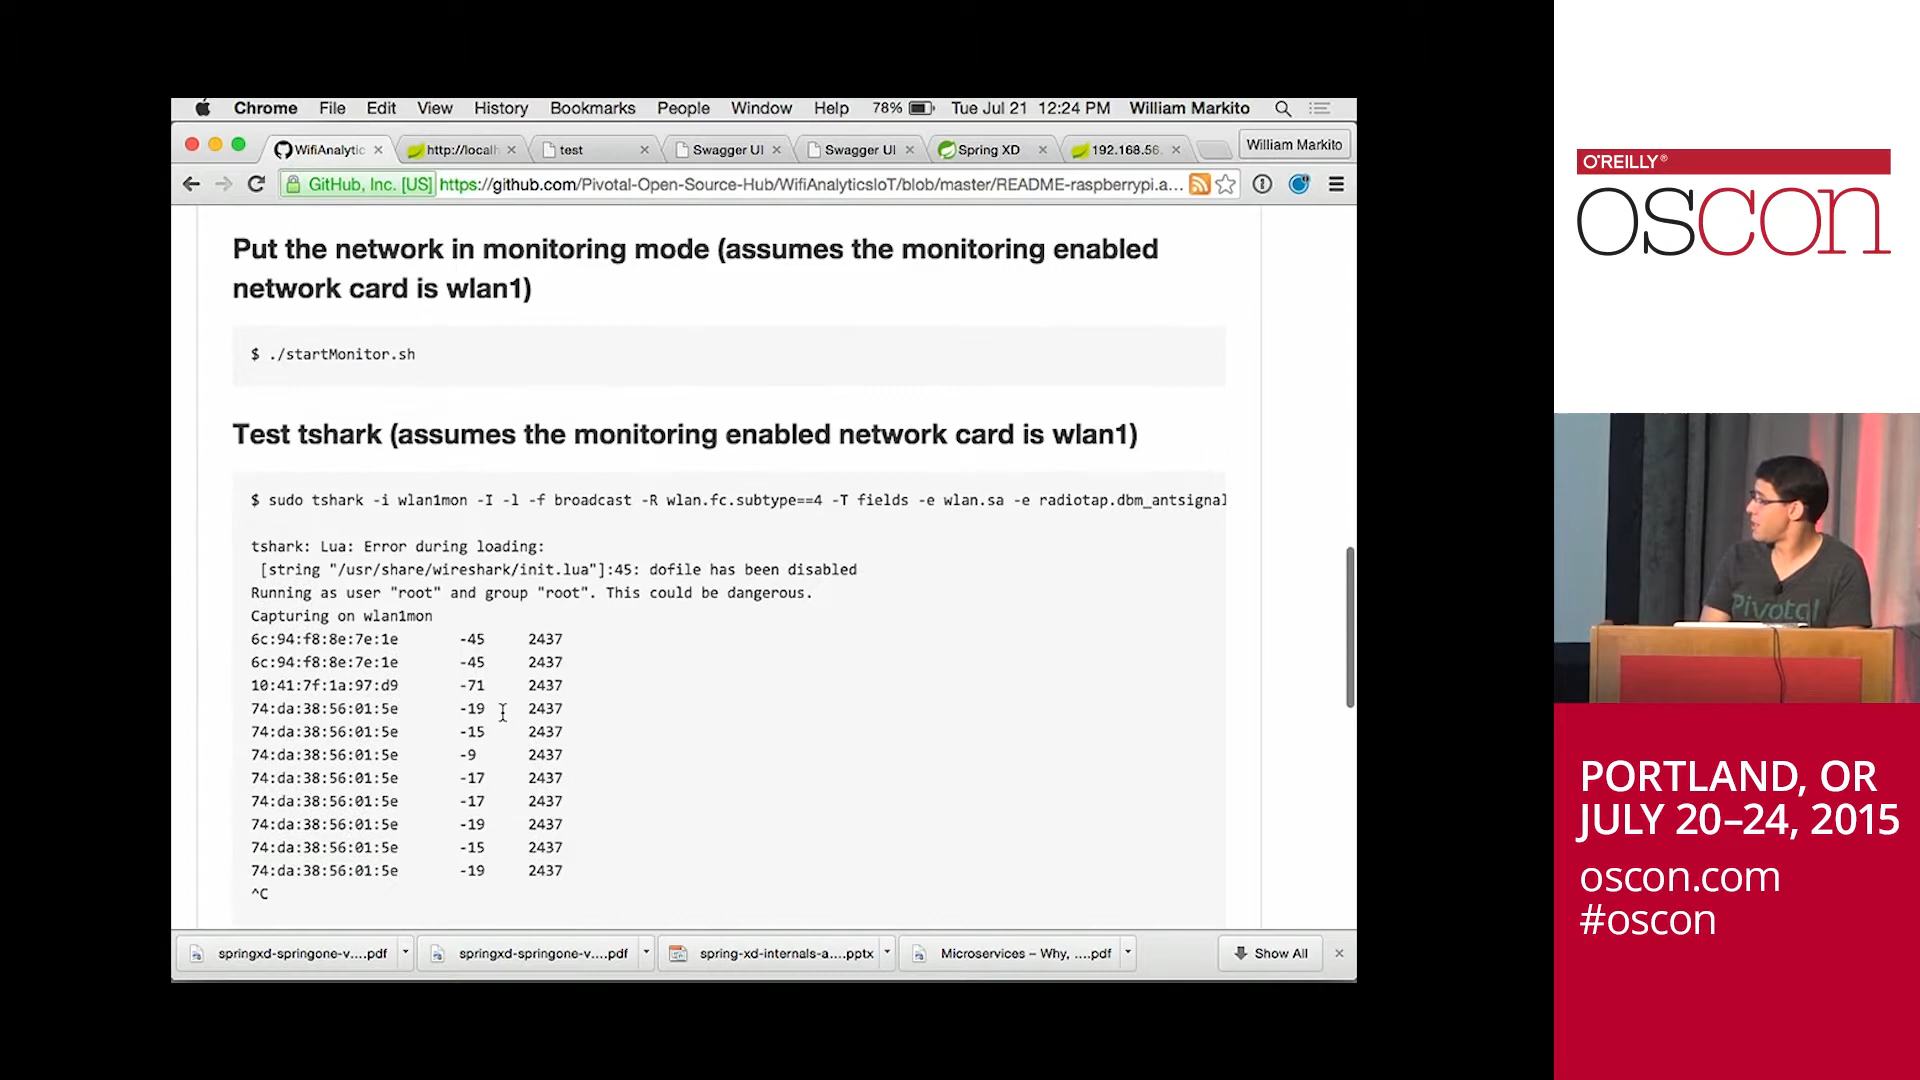 Chrome File Edit View History Bookmarks People Window Help 78% Tue Jul 21 12:24 PM William Markito
WifiAnalytic http://localh test Swagger UI Swagger UI Spring XD 192.168.56. William Markito
GitHub, Inc. [US] https://github.com/Pivotal-Open-Source-Hub/WifiAnalyticsIoT/blob/master/README-raspberrypi.a...
Put the network in monitoring mode (assumes the monitoring enabled
network card is wlan1)
$ ./startMonitor.sh
Test tshark (assumes the monitoring enabled network card is wlan1)
$ sudo tshark -i wlan1mon -I -l -f broadcast -R wlan.fc.subtype==4 -T fields -e wlan.sa -e radiotap.dbm_antsignal
tshark: Lua: Error during loading:
[string "/usr/share/wireshark/init.lua"]:45: dofile has been disabled
Running as user "root" and group "root". This could be dangerous.
Capturing on wlan1mon
6c:94:f8:8e:7e:1e -45 2437
6c:94:f8:8e:7e:1e -45 2437
10:41:7f:1a:97:d9 -71 2437
74:da:38:56:01:5e -19 2437
74:da:38:56:01:5e -15 2437
74:da:38:56:01:5e -9 2437
74:da:38:56:01:5e -17 2437
74:da:38:56:01:5e -17 2437
74:da:38:56:01:5e -19 2437
74:da:38:56:01:5e -15 2437
74:da:38:56:01:5e -19 2437
^C
springxd-springone-v....pdf springxd-springone-v....pdf spring-xd-internals-a....pptx Microservices – Why, ....pdf Show All
O'REILLY®
OSCON
Pivotal
PORTLAND, OR
JULY 20–24, 2015
oscon.com
#oscon